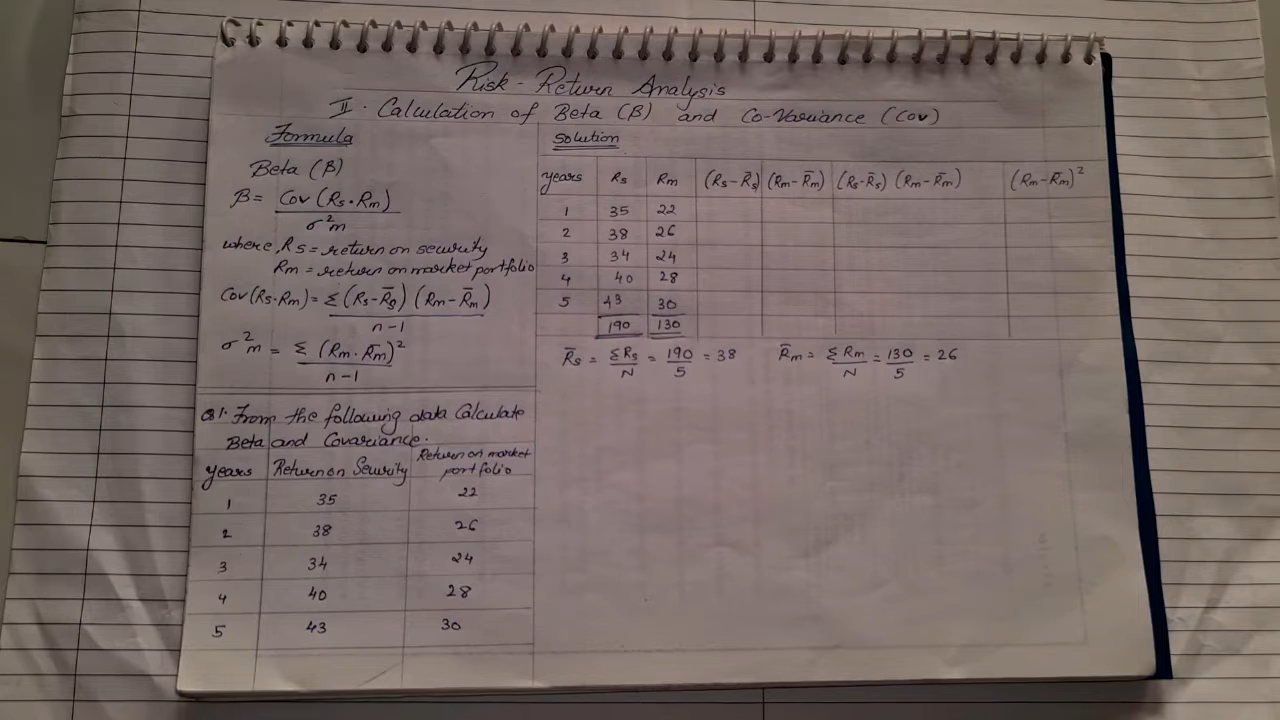 Risk-Return Analysis
II. Calculation of Beta (β) and Co-Variance (Cov)
Formula
Beta (β)
β = Cov (Rs·Rm)
σ²m
where, Rs = return on security
Rm = return on market portfolio
Cov (Rs·Rm) = Σ (Rs-R̄s) (Rm-R̄m)
n-1
σ²m = Σ (Rm·R̄m)²
n-1
Q1. From the following data Calculate
Beta and Covariance.
years Return on Security Return on market portfolio
1 35 22
2 38 26
3 34 24
4 40 28
5 43 30
Solution
years Rs Rm (Rs-R̄s) (Rm-R̄m) (Rs-R̄s) (Rm-R̄m) (Rm-R̄m)²
1 35 22
2 38 26
3 34 24
4 40 28
5 43 30
190 130
R̄s = ΣRs/N = 190/5 = 38 R̄m = ΣRm/N = 130/5 = 26